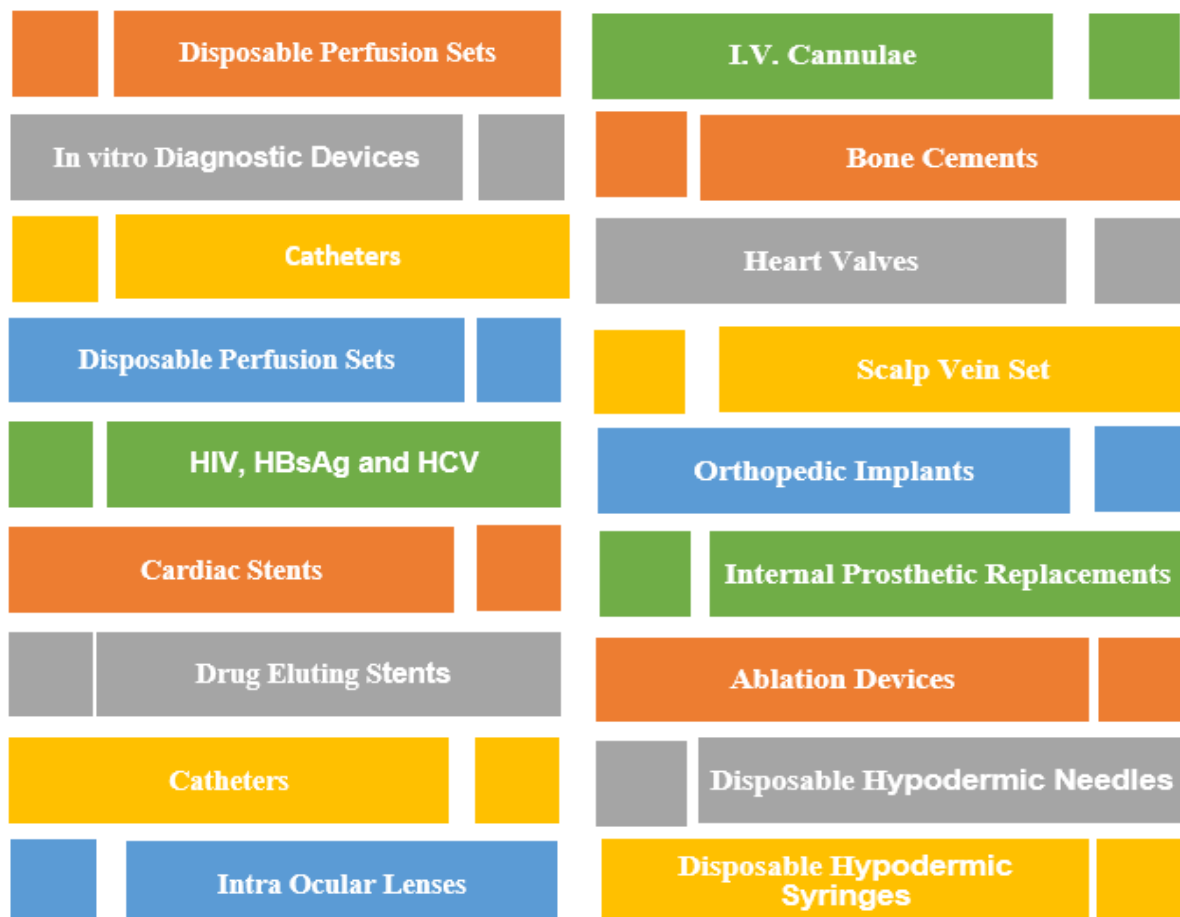 Disposable Perfusion Sets
In vitro Diagnostic Devices
Catheters
Disposable Perfusion Sets
HIV, HBsAg and HCV
Cardiac Stents
Drug Eluting Stents
Catheters
Intra Ocular Lenses
I.V. Cannulae
Bone Cements
Heart Valves
Scalp Vein Set
Orthopedic Implants
Internal Prosthetic Replacements
Ablation Devices
Disposable Hypodermic Needles
Disposable Hypodermic
Syringes